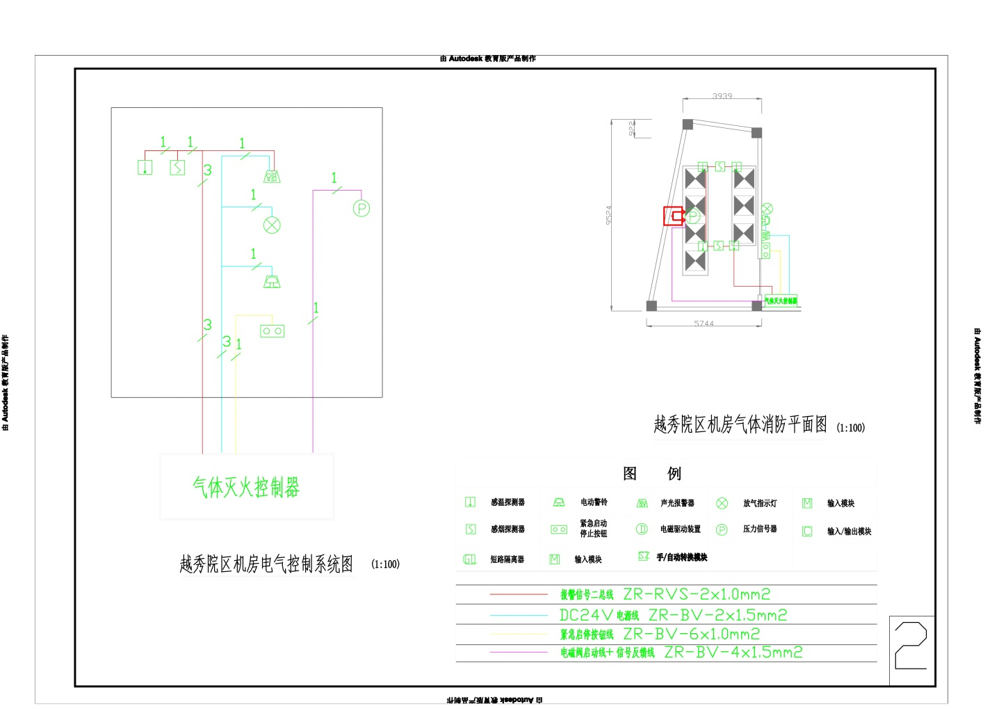 由 Autodesk 教育版产品制作
1
1
1
3
1
1
1
P
1
3
3
1
气体灭火控制器
越秀院区机房电气控制系统图 (1:100)
3939
922
9524
P
气体灭火控制器
5744
越秀院区机房气体消防平面图 (1:100)
图 例
感温探测器 电动警铃 声光报警器 放气指示灯 M 输入模块
感烟探测器 紧急启动 D 电磁驱动装置 P 压力信号器 C 输入/输出模块
停止按钮
GL 短路隔离器 M 输入模块 SZ 手/自动转换模块
报警信号二总线 ZR-RVS-2x1.0mm2
DC24V电源线 ZR-BV-2x1.5mm2
紧急启停按钮线 ZR-BV-6x1.0mm2
电磁阀启动线+信号反馈线 ZR-BV-4x1.5mm2
2
由 Autodesk 教育版产品制作
由 Autodesk 教育版产品制作
由 Autodesk 教育版产品制作